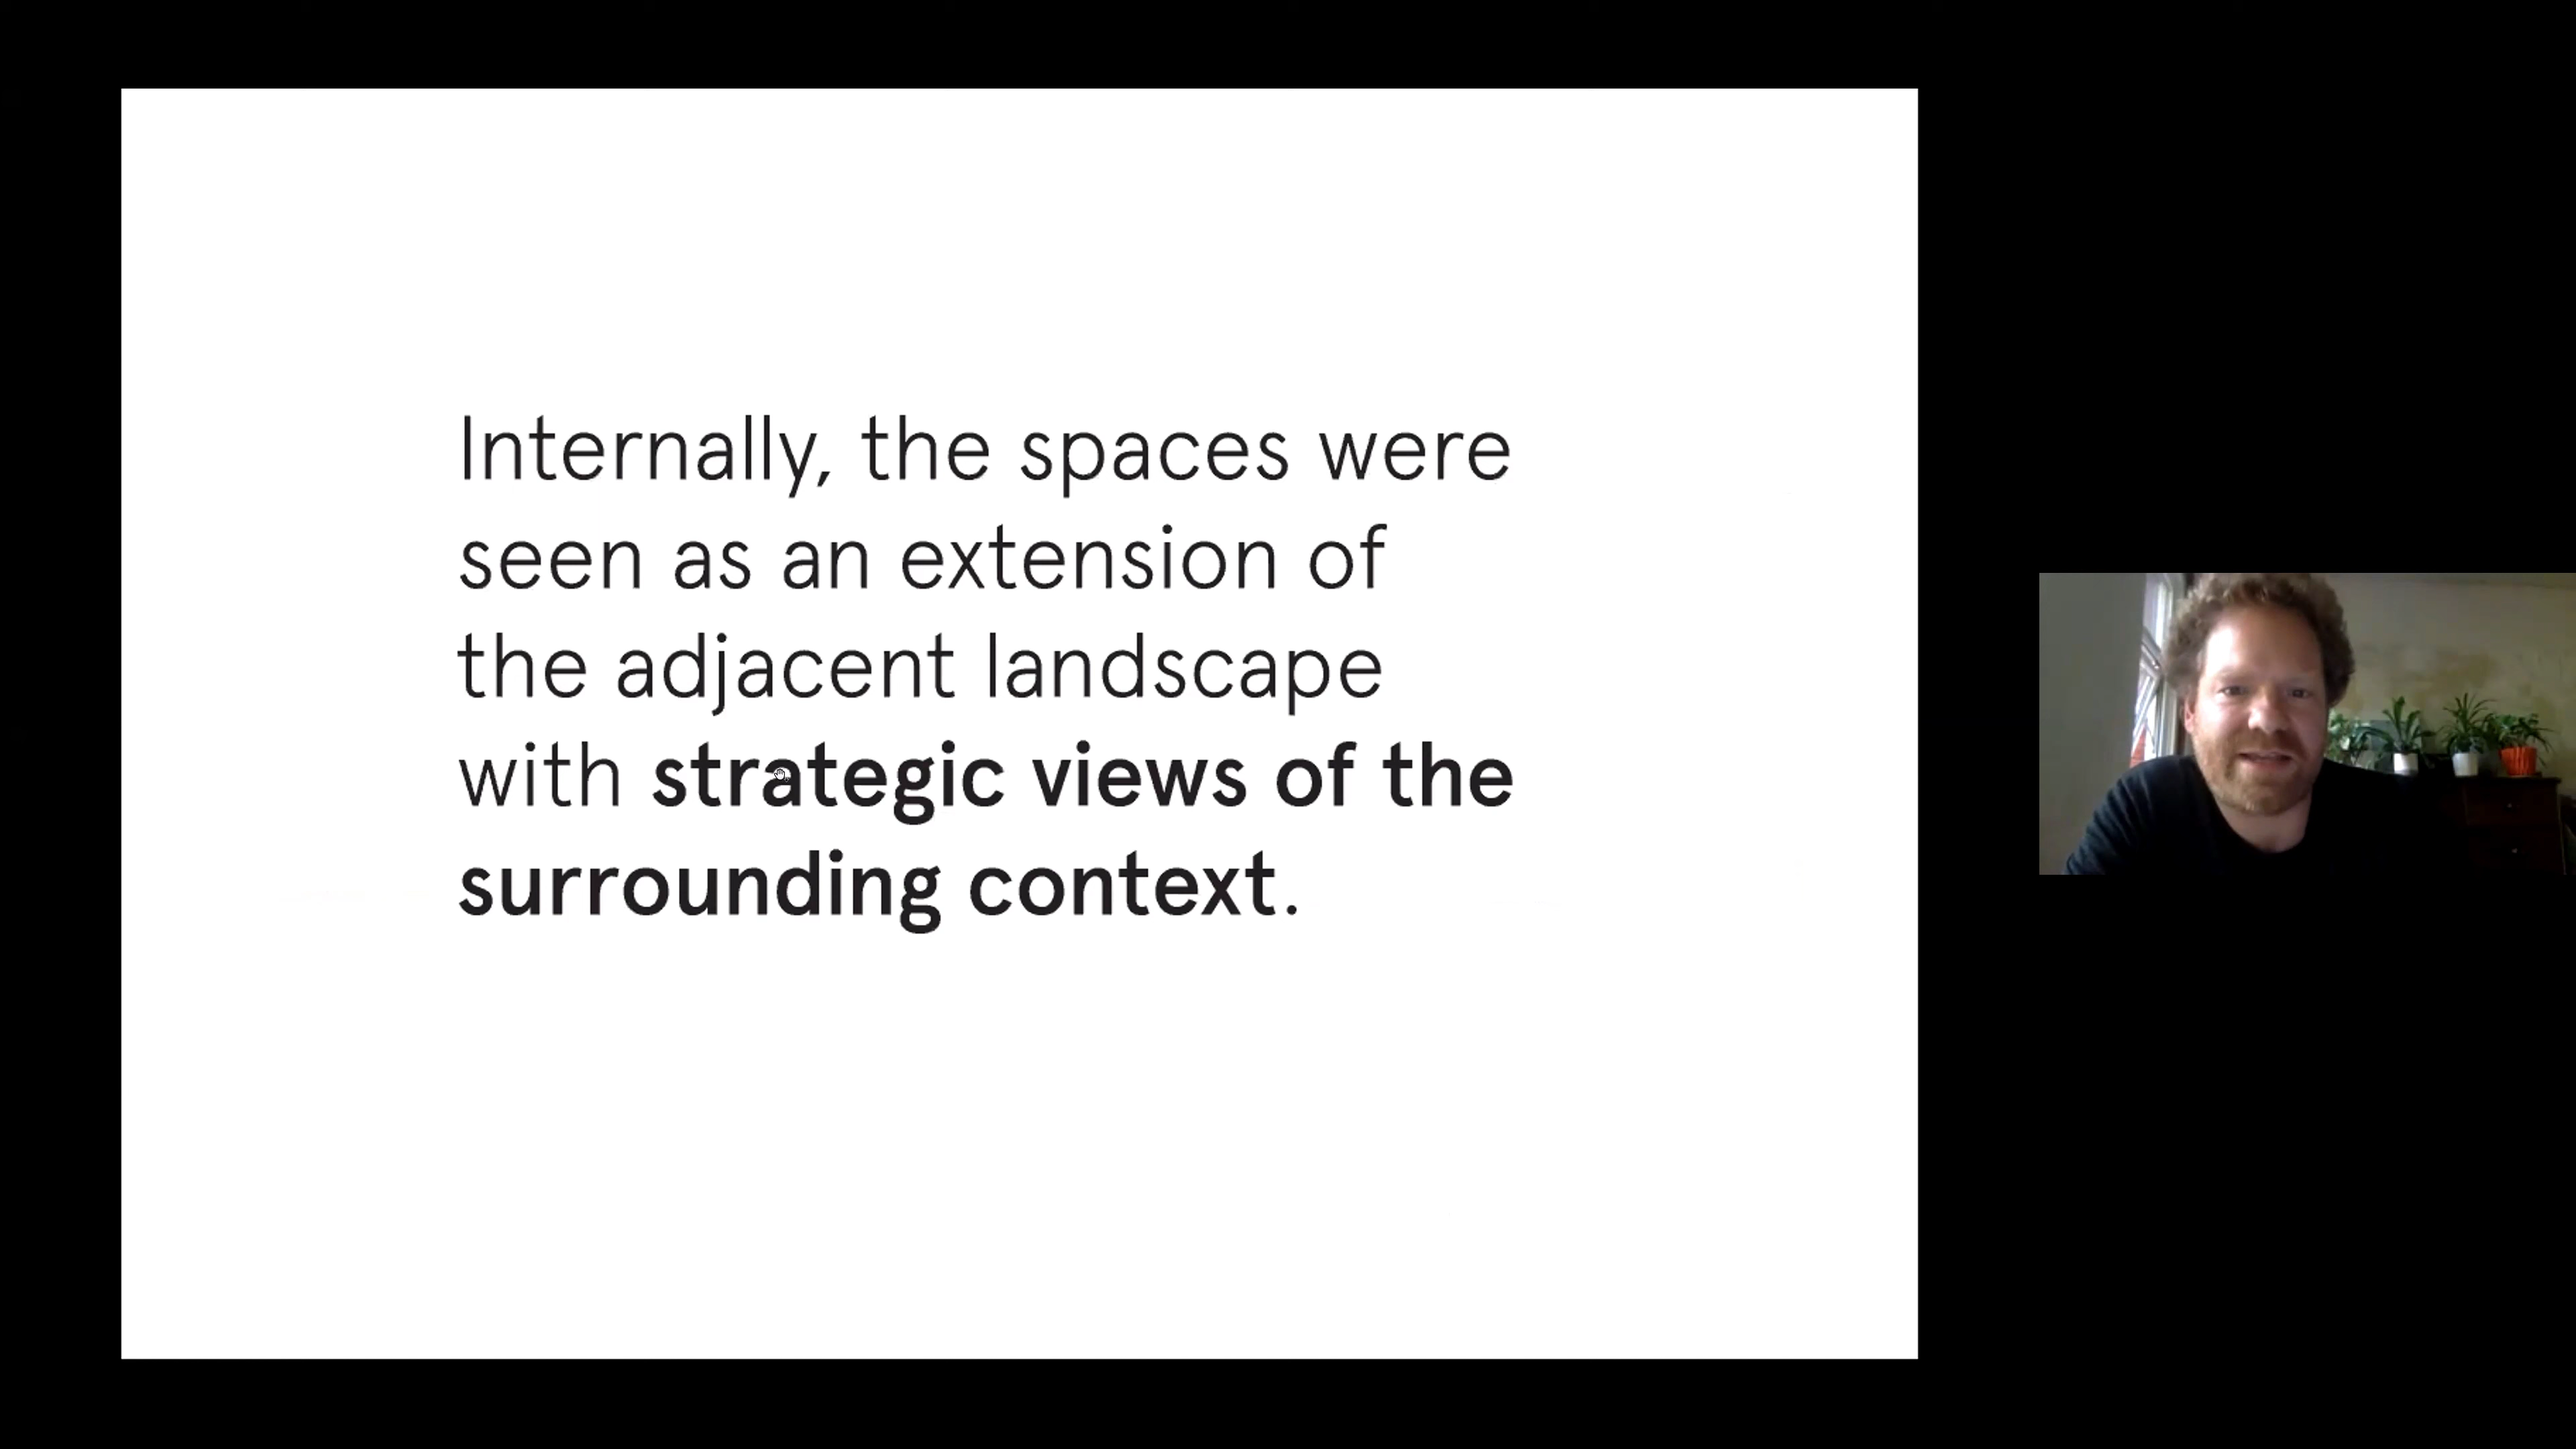 Internally, the spaces were
seen as an extension of
the adjacent landscape
with strategic views of the
surrounding context.